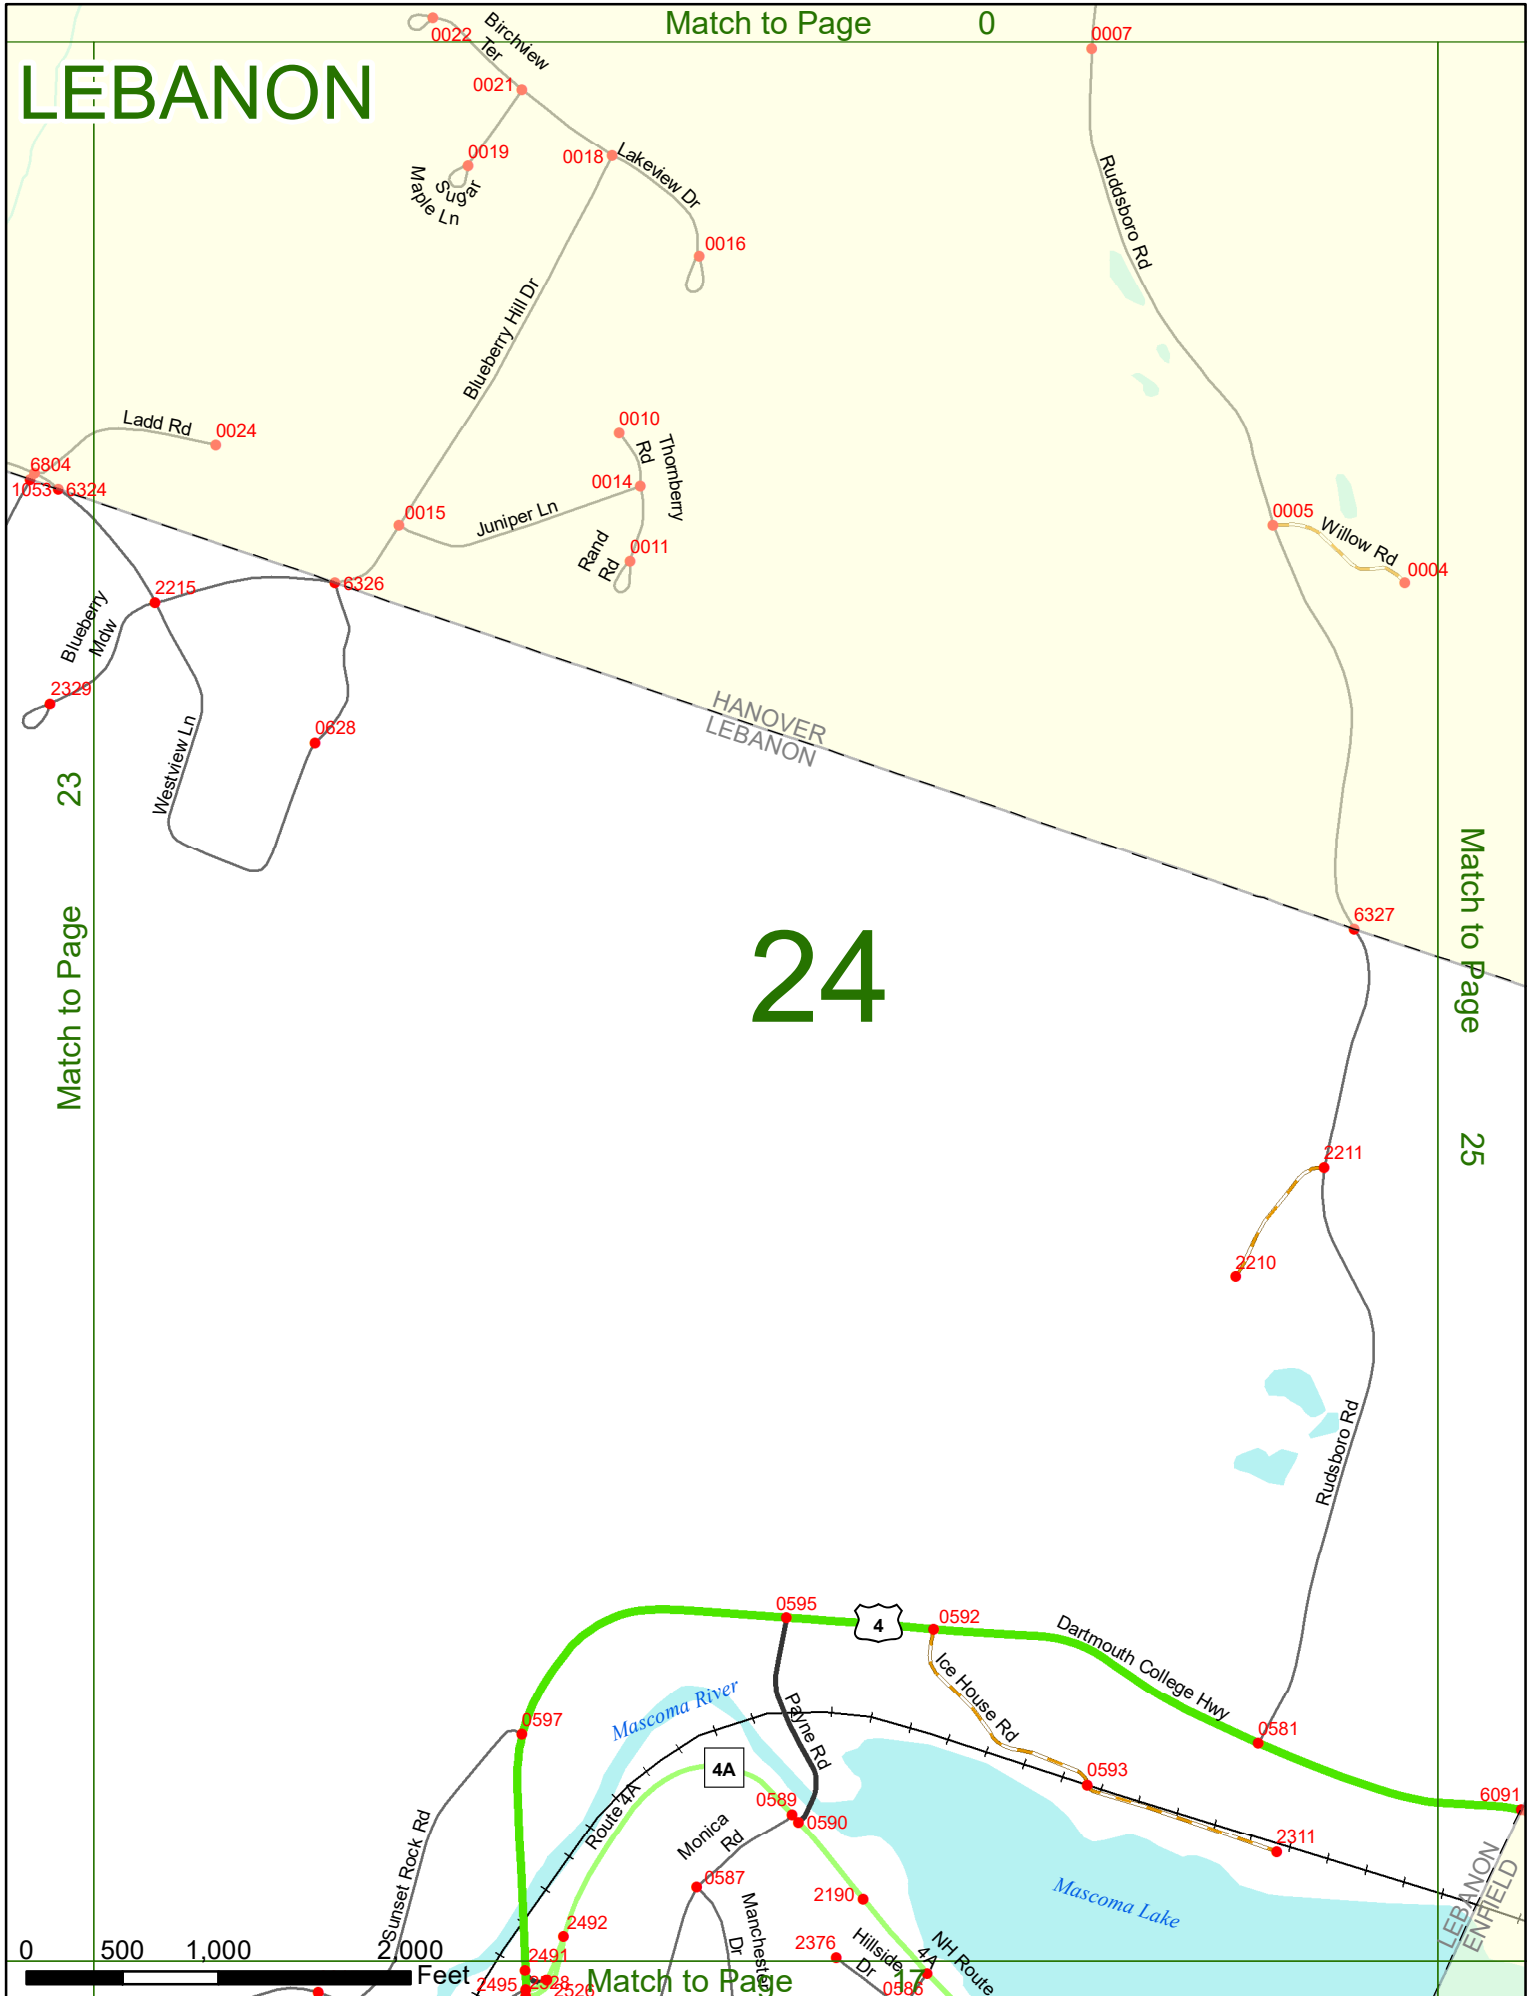 Match to Page 0
LEBANON
0022
Birchview
Ter
0007
0021
0019
0018
Lakeview Dr
Sugar
Maple Ln
0016
Ruddsboro Rd
Blueberry Hill Dr
Ladd Rd
0024
0010
Thornberry
Rd
6804
1053
6324
0014
0015
Juniper Ln
0005
Willow Rd
0011
Rand
Rd
0004
6326
2215
Blueberry
Mdw
2329
0628
HANOVER
LEBANON
Westview Ln
23
Match to Page
24
6327
Match to Page
25
2211
2210
Rudsboro Rd
0595
4
0592
Dartmouth College Hwy
Ice House Rd
Mascoma River
Payne Rd
0597
0581
4A
0593
6091
Route 4A
0589
0590
Monica
Rd
Sunset Rock Rd
0587
2311
2190
Manchester
Dr
Mascoma Lake
LEBANON
ENFIELD
2492
2376
Hillside
Dr
4A
NH Route
0 500 1,000 2,000
Feet
2491
2495
2328
2526
Match to Page 17
0586